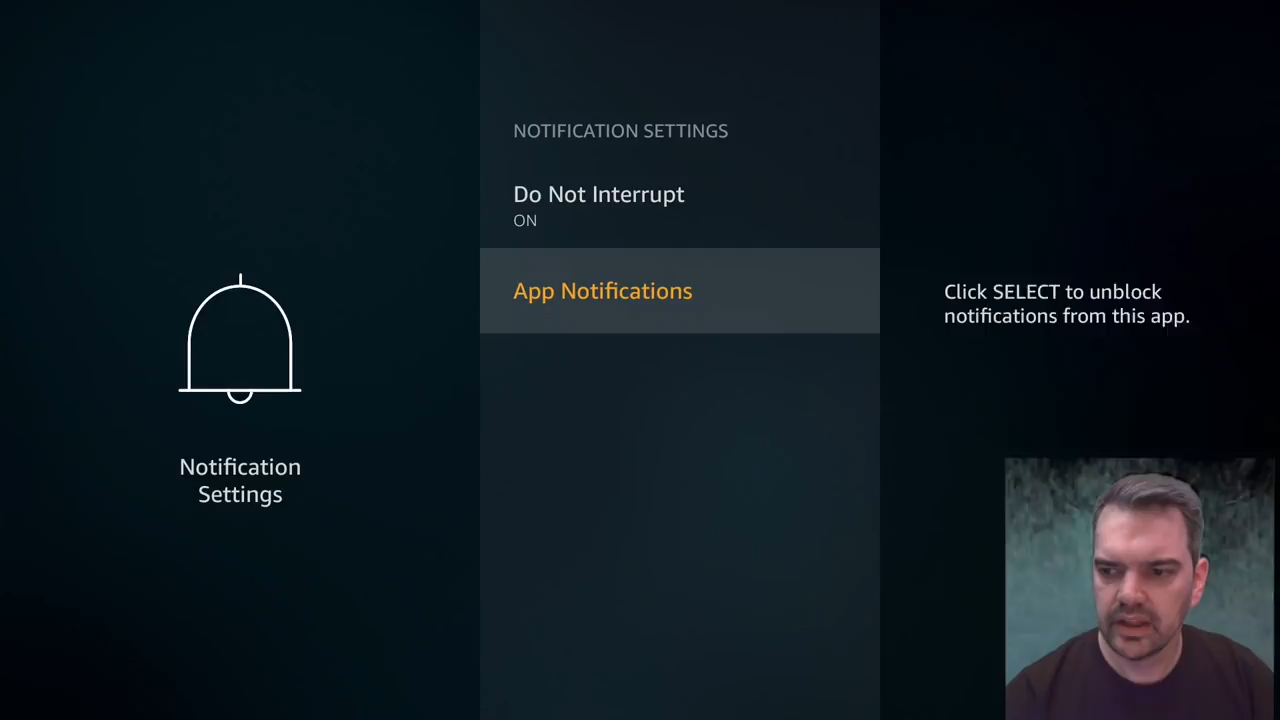 NOTIFICATION SETTINGS
Do Not Interrupt
ON
App Notifications
Click SELECT to unblock
notifications from this app.
Notification
Settings